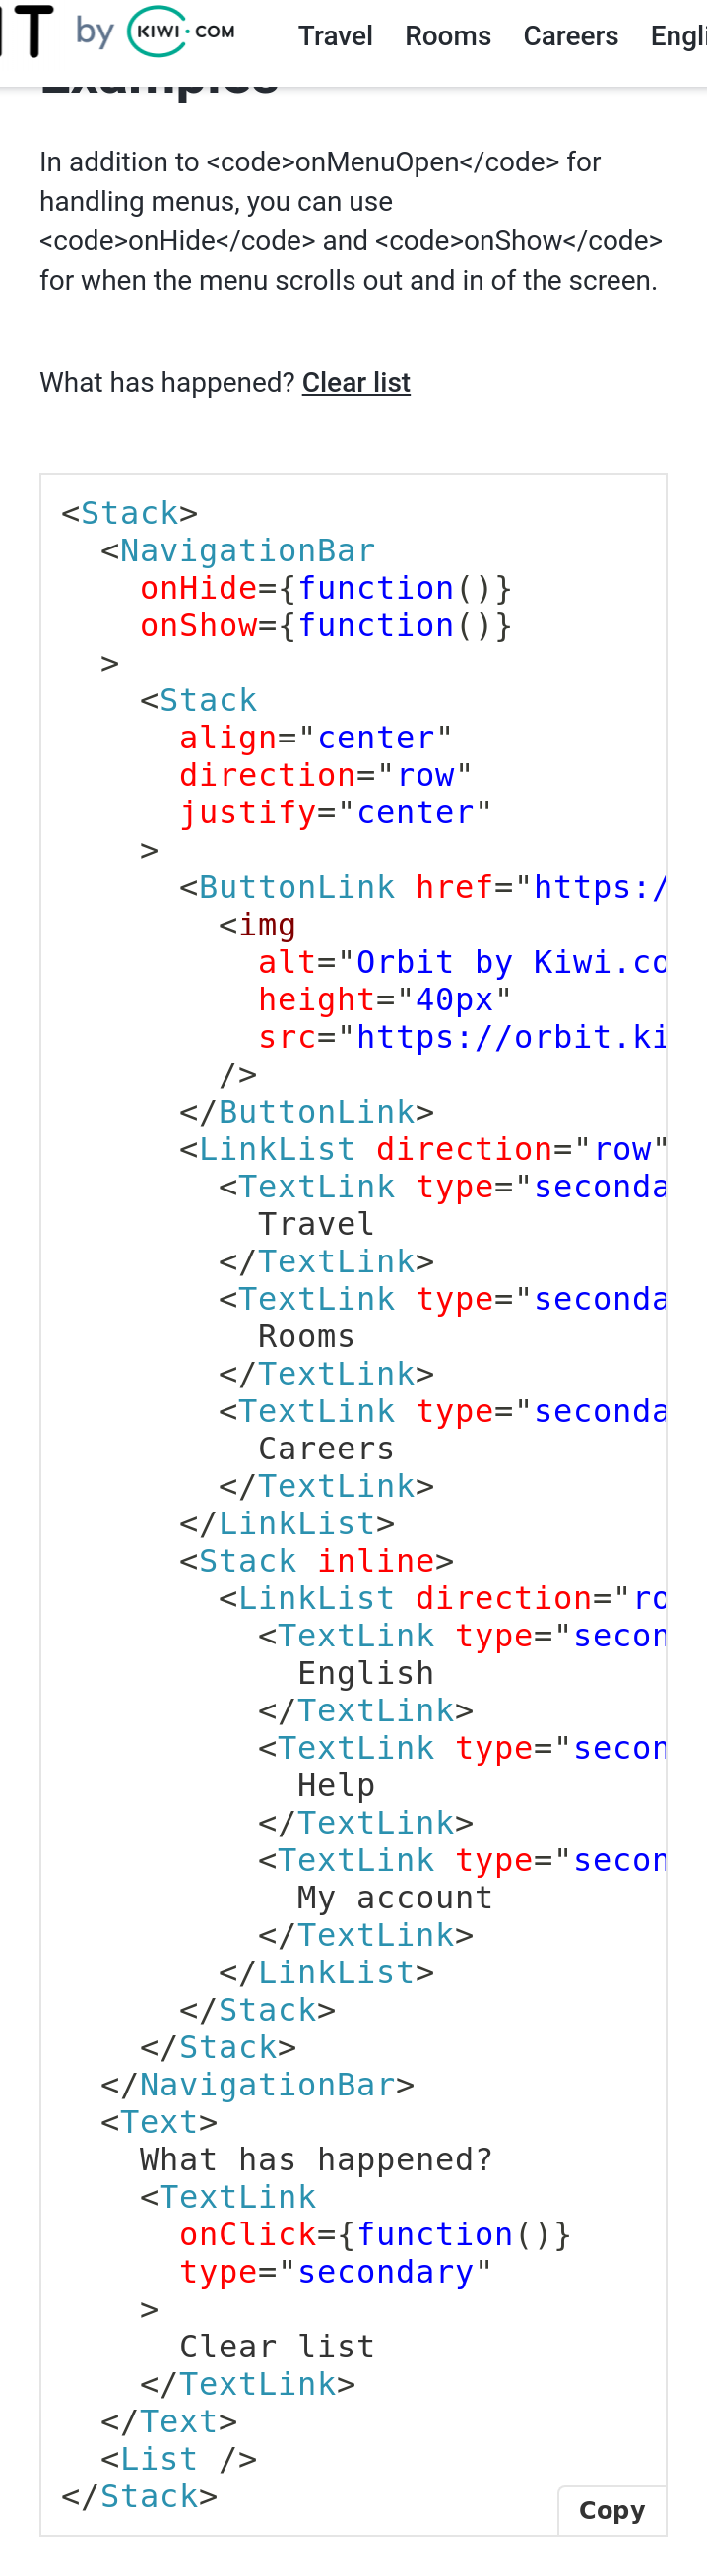 T by KIWI.COM Travel Rooms Careers Engl
Examples
In addition to <code>onMenuOpen</code> for
handling menus, you can use
<code>onHide</code> and <code>onShow</code>
for when the menu scrolls out and in of the screen.
What has happened? Clear list
<Stack>
  <NavigationBar
    onHide={function()}
    onShow={function()}
  >
    <Stack
      align="center"
      direction="row"
      justify="center"
    >
      <ButtonLink href="https:/
        <img
          alt="Orbit by Kiwi.co
          height="40px"
          src="https://orbit.ki
        />
      </ButtonLink>
      <LinkList direction="row"
        <TextLink type="seconda
          Travel
        </TextLink>
        <TextLink type="seconda
          Rooms
        </TextLink>
        <TextLink type="seconda
          Careers
        </TextLink>
      </LinkList>
      <Stack inline>
        <LinkList direction="ro
          <TextLink type="secon
            English
          </TextLink>
          <TextLink type="secon
            Help
          </TextLink>
          <TextLink type="secon
            My account
          </TextLink>
        </LinkList>
      </Stack>
    </Stack>
  </NavigationBar>
  <Text>
    What has happened?
    <TextLink
      onClick={function()}
      type="secondary"
    >
      Clear list
    </TextLink>
  </Text>
  <List />
</Stack>
Copy